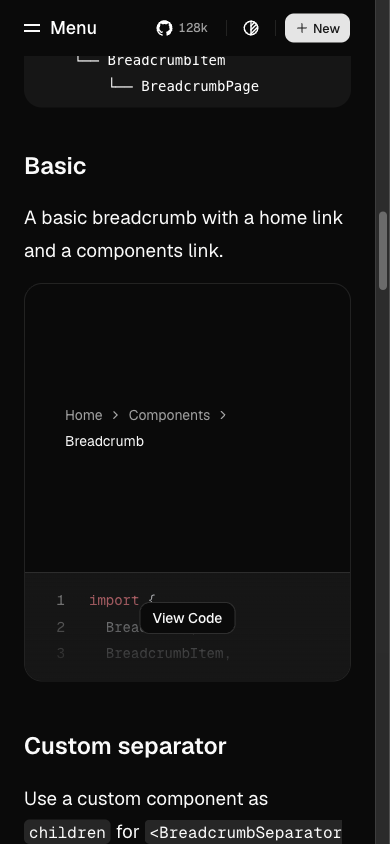 Menu 128k + New
└── BreadcrumbItem
└── BreadcrumbPage
Basic
A basic breadcrumb with a home link
and a components link.
Home > Components >
Breadcrumb
1 import {
View Code
2 Brea
3 BreadcrumbItem,
Custom separator
Use a custom component as
children for <BreadcrumbSeparator